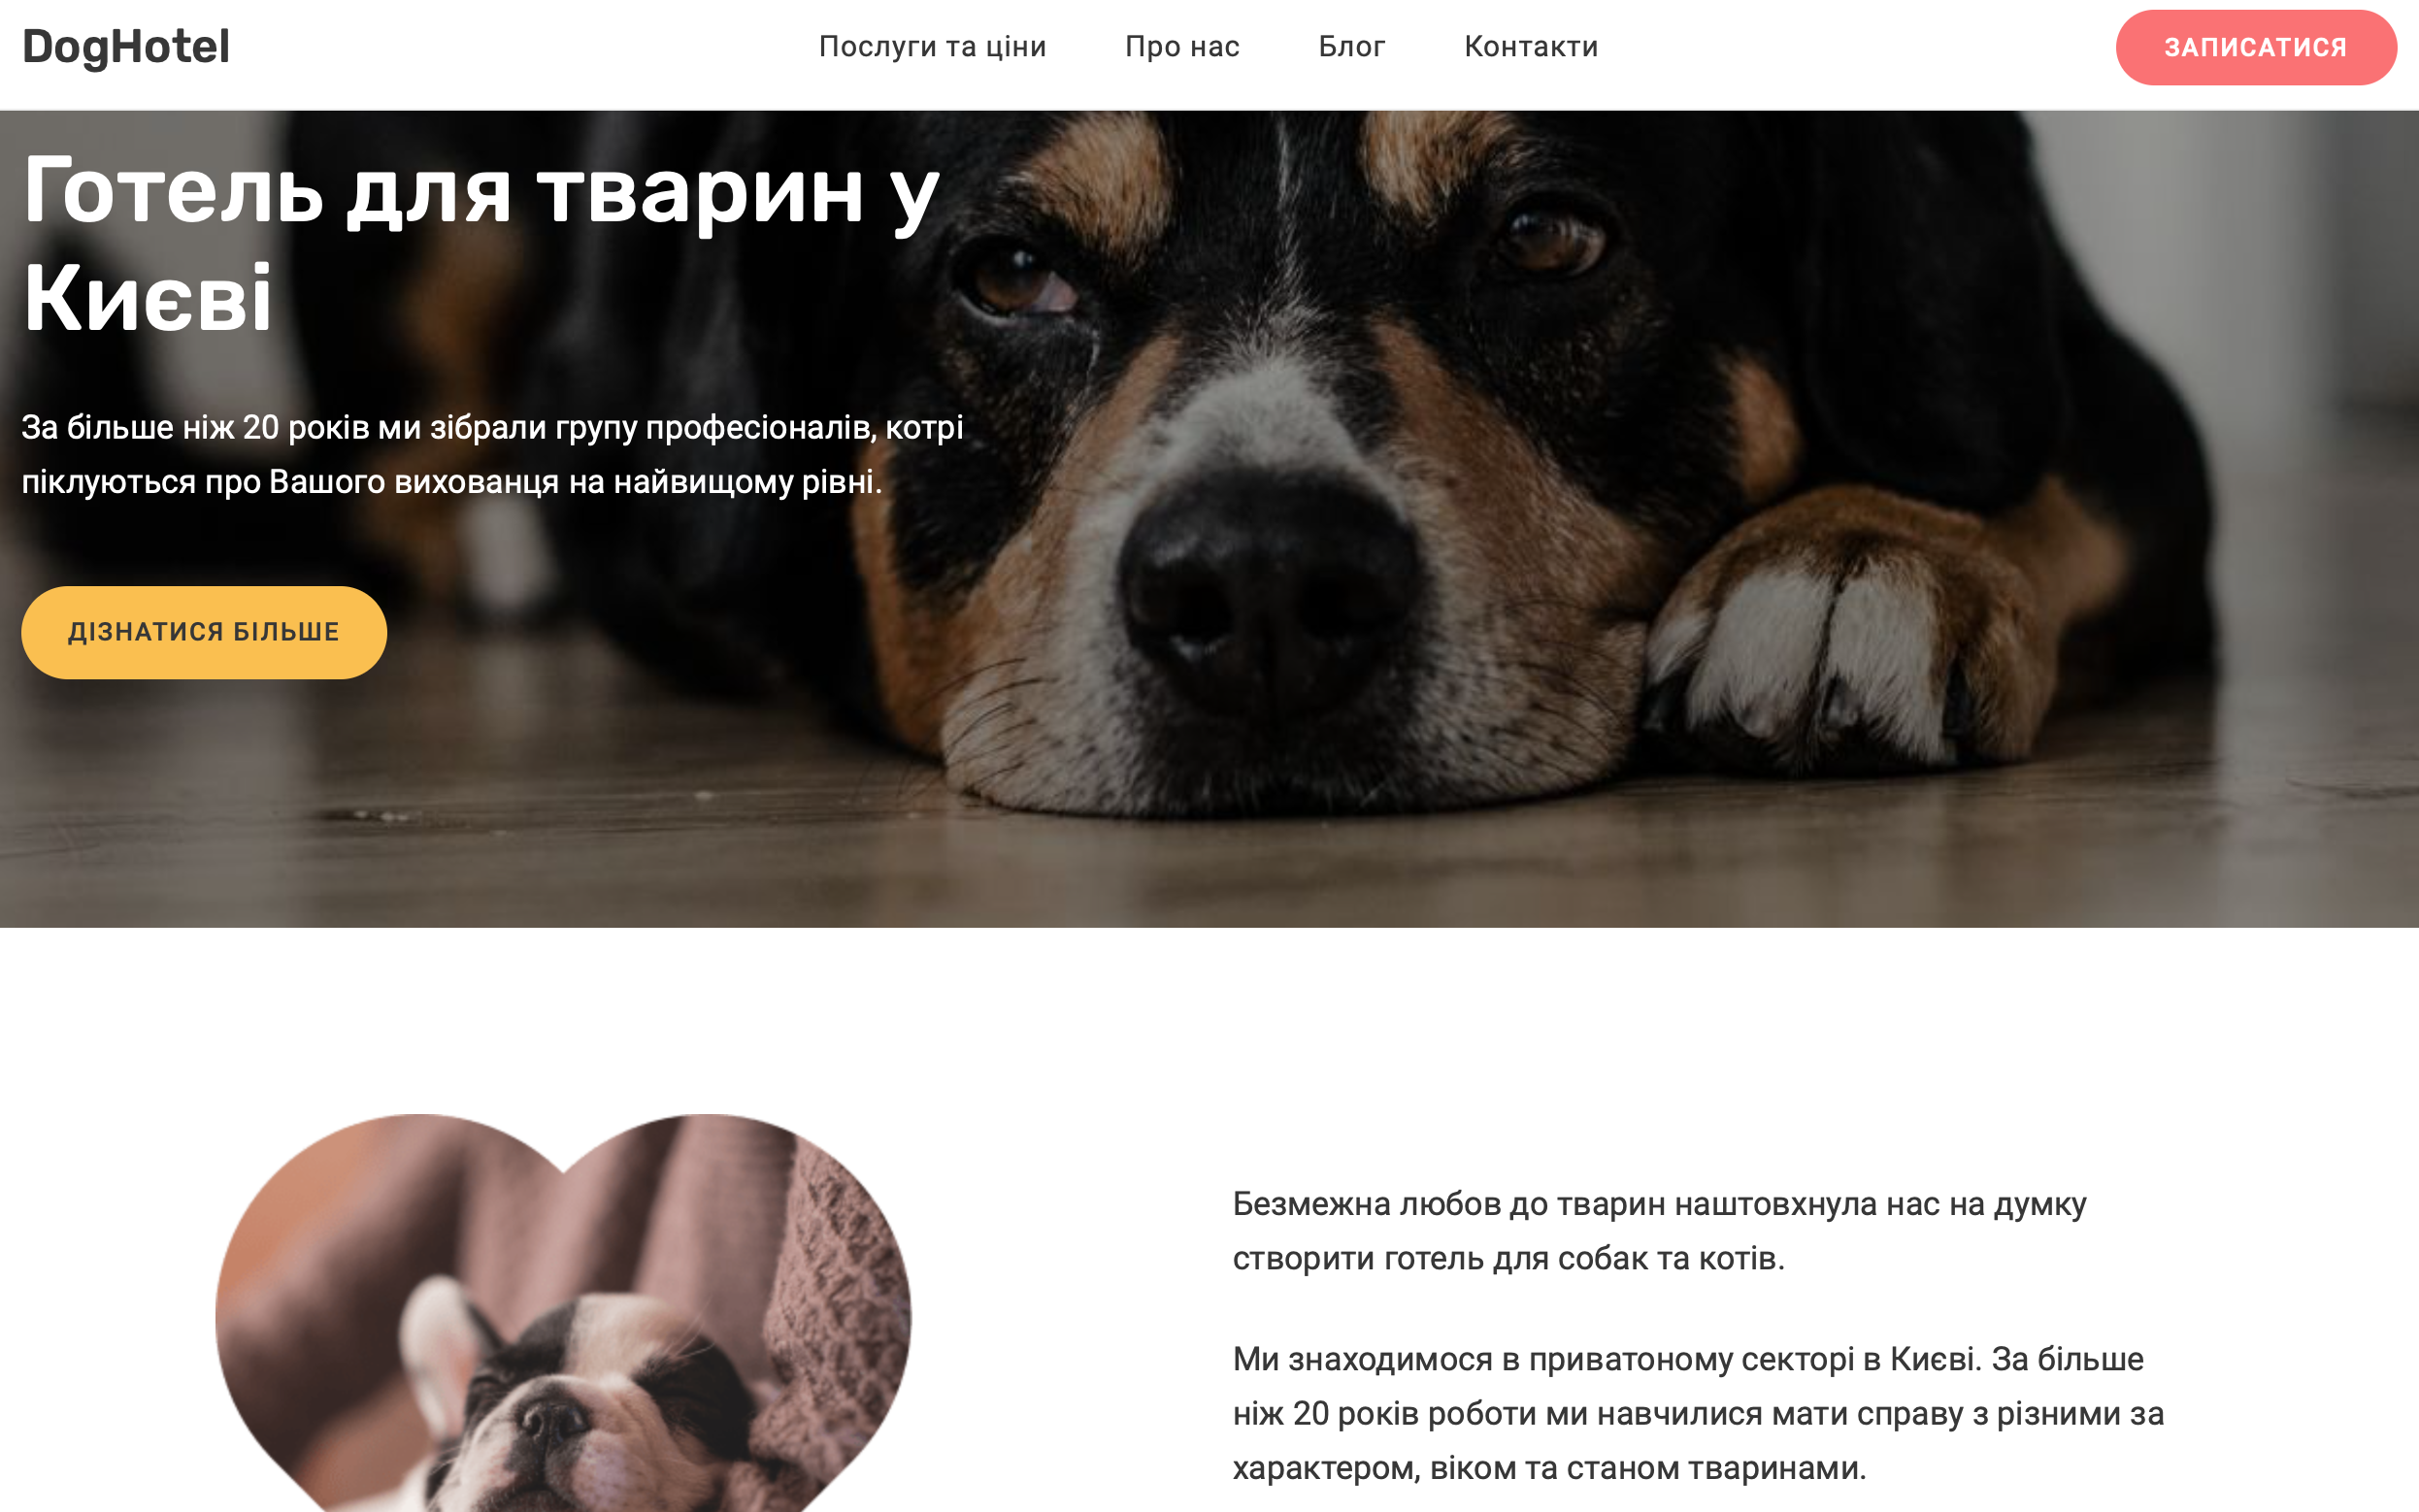 DogHotel
Послуги та ціни
Про нас
Блог
Контакти
ЗАПИСАТИСЯ
Готель для тварин у
Києві
За більше ніж 20 років ми зібрали групу професіоналів, котрі
піклуються про Вашого вихованця на найвищому рівні.
ДІЗНАТИСЯ БІЛЬШЕ
Безмежна любов до тварин наштовхнула нас на думку
створити готель для собак та котів.
Ми знаходимося в приватоному секторі в Києві. За більше
ніж 20 років роботи ми навчилися мати справу з різними за
характером, віком та станом тваринами.